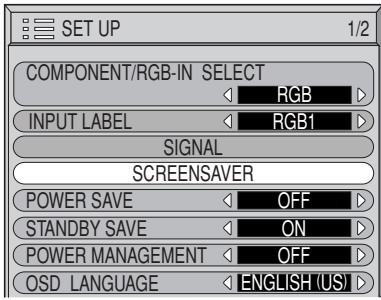 SET UP 1/2
COMPONENT/RGB-IN SELECT
RGB
INPUT LABEL RGB1
SIGNAL
SCREENSAVER
POWER SAVE OFF
STANDBY SAVE ON
POWER MANAGEMENT OFF
OSD LANGUAGE ENGLISH (US)